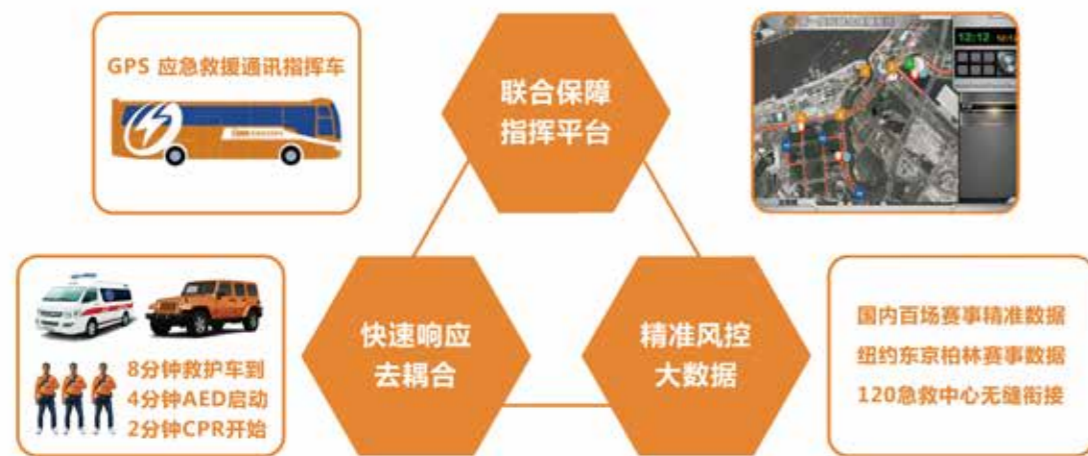 GPS 应急救援通讯指挥车
联合保障
指挥平台
12:12
快速响应
去耦合
精准风控
大数据
8分钟救护车到
4分钟AED启动
2分钟CPR开始
国内百场赛事精准数据
纽约东京柏林赛事数据
120急救中心无缝衔接